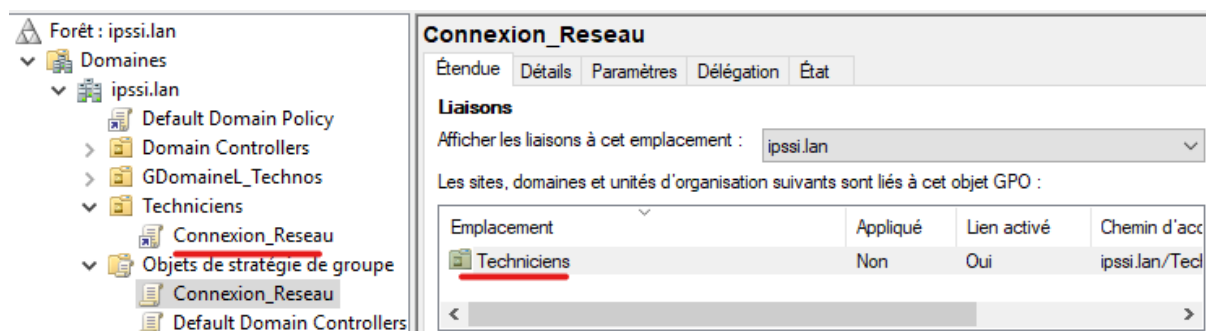 Forêt : ipssi.lan
Domaines
ipssi.lan
Default Domain Policy
Domain Controllers
GDomaineL_Technos
Techniciens
Connexion_Reseau
Objets de stratégie de groupe
Connexion_Reseau
Default Domain Controllers
Connexion_Reseau
Étendue Détails Paramètres Délégation État
Liaisons
Afficher les liaisons à cet emplacement : ipssi.lan
Les sites, domaines et unités d'organisation suivants sont liés à cet objet GPO :
Emplacement Appliqué Lien activé Chemin d'acc
Techniciens Non Oui ipssi.lan/Tecl